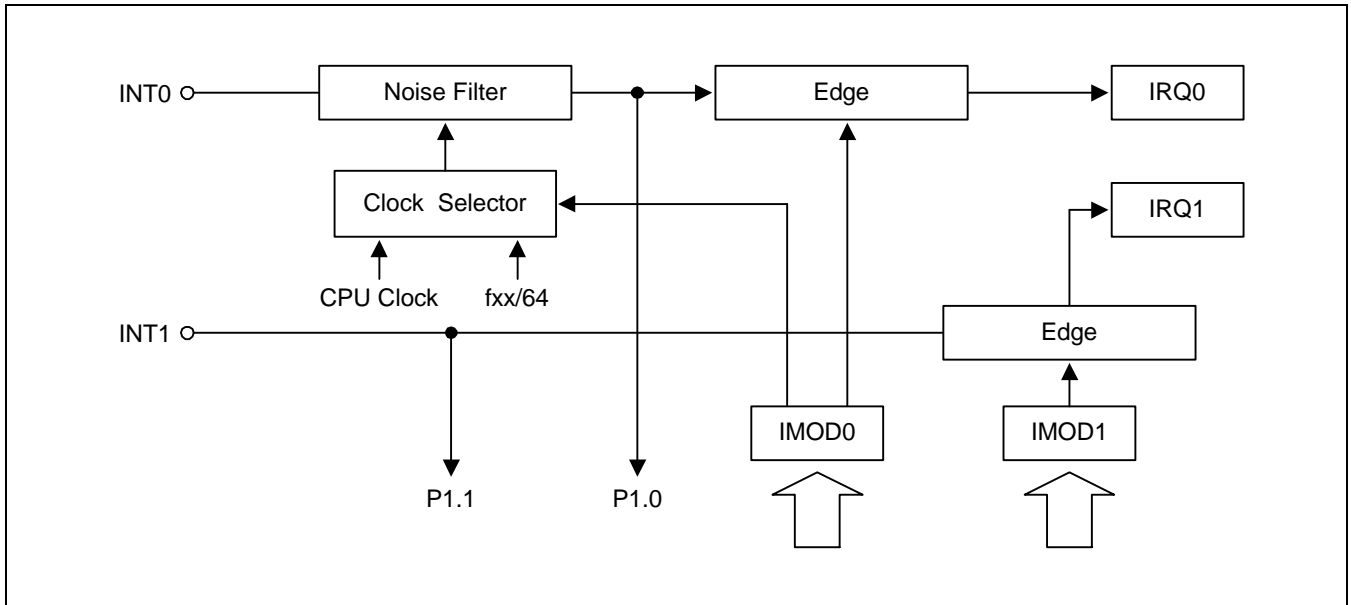 INT0
Noise Filter
Edge
IRQ0
Clock Selector
IRQ1
CPU Clock
fxx/64
INT1
Edge
IMOD0
IMOD1
P1.1
P1.0